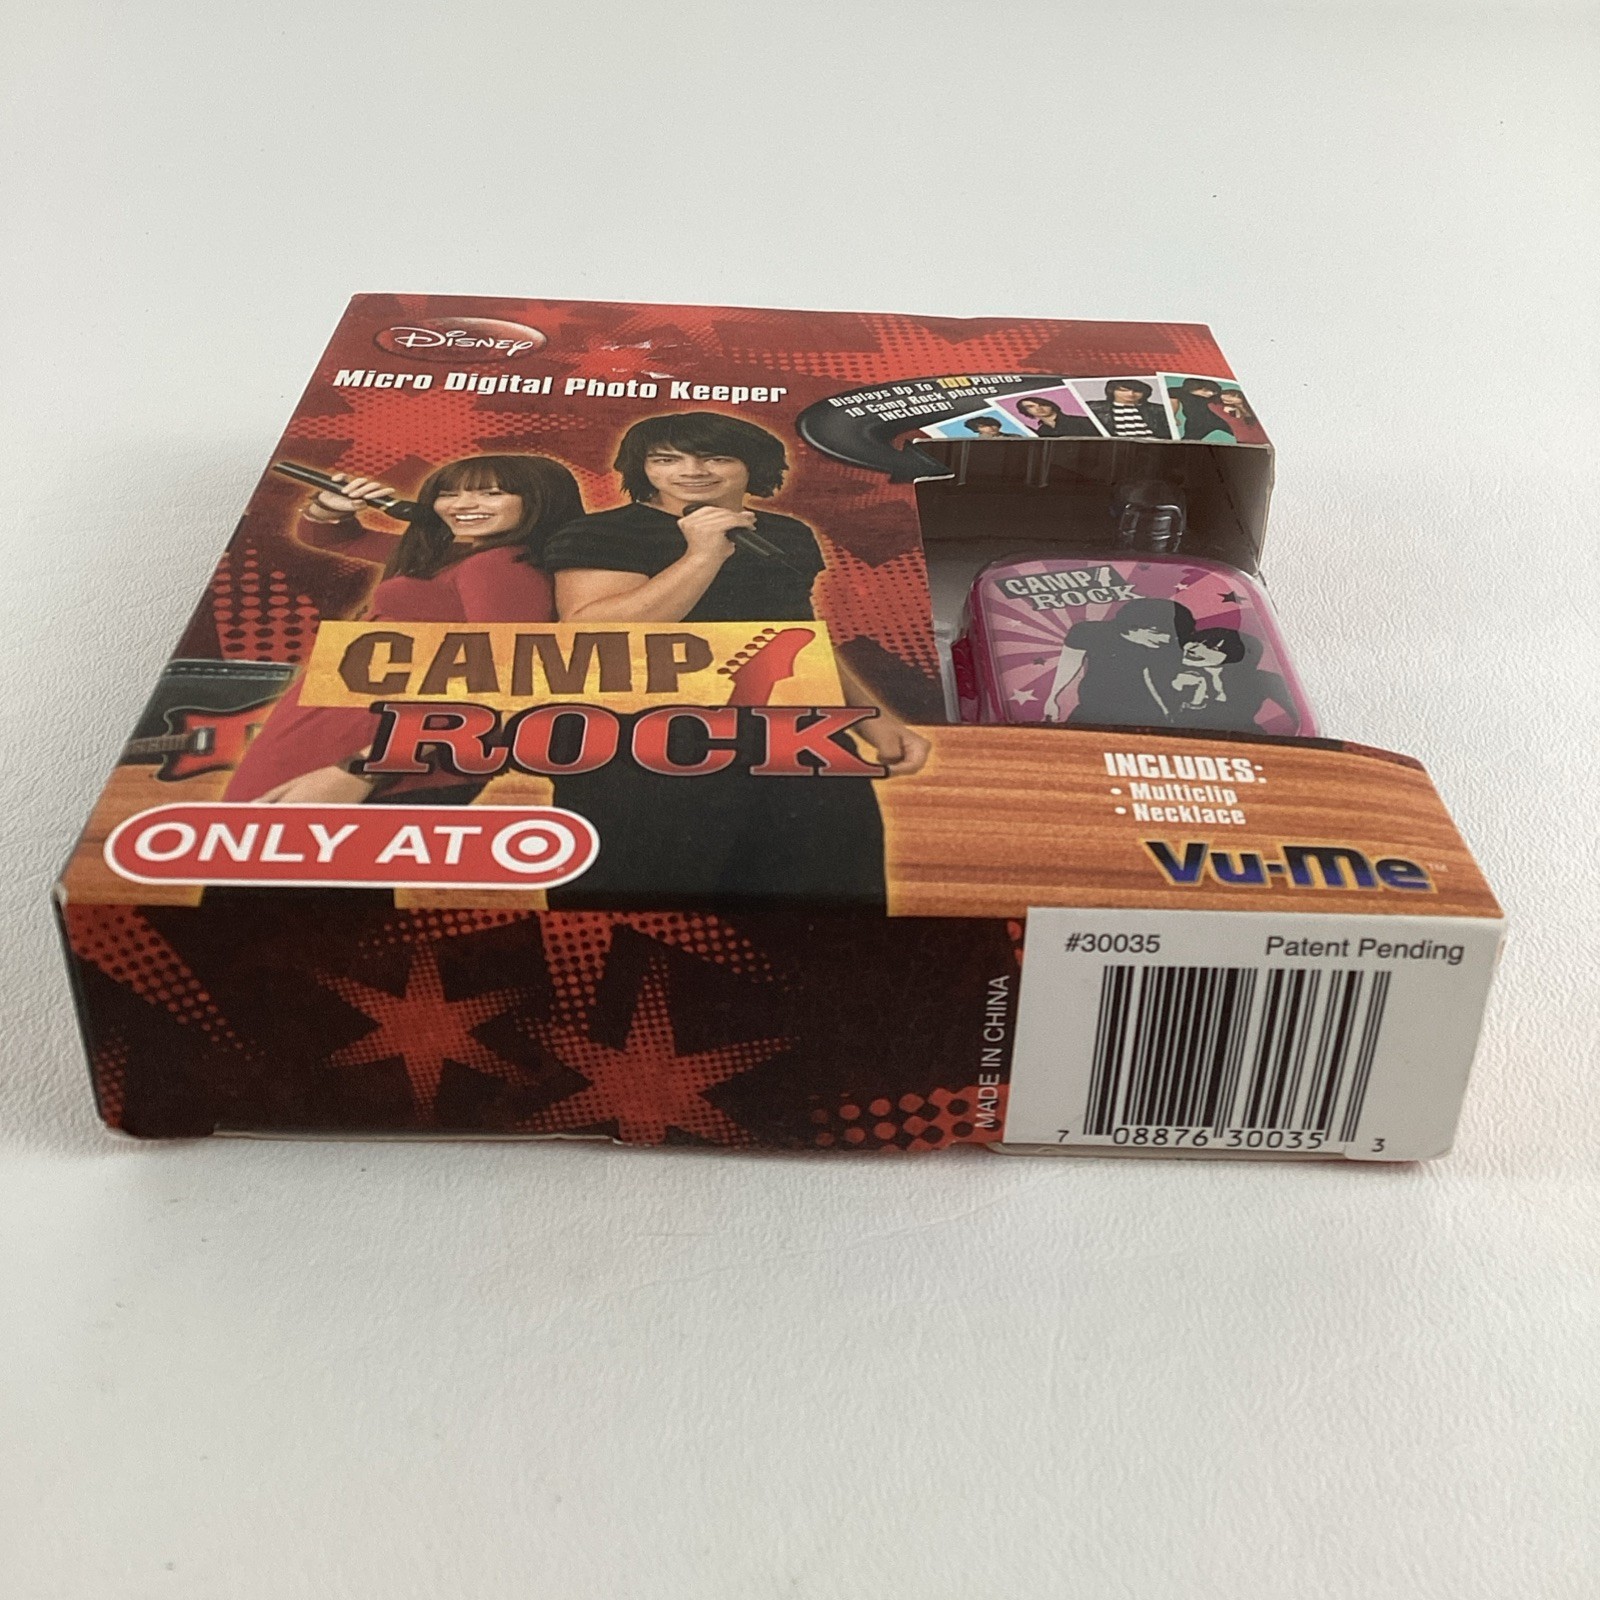 Disney
Micro Digital Photo Keeper
Displays Up To 100 Photos
10 Camp Rock photos
INCLUDED!
CAMP
ROCK
CAMP
ROCK
INCLUDES:
• Multiclip
• Necklace
Vu-Me™
ONLY AT
#30035 Patent Pending
MADE IN CHINA
7 08876 30035 3